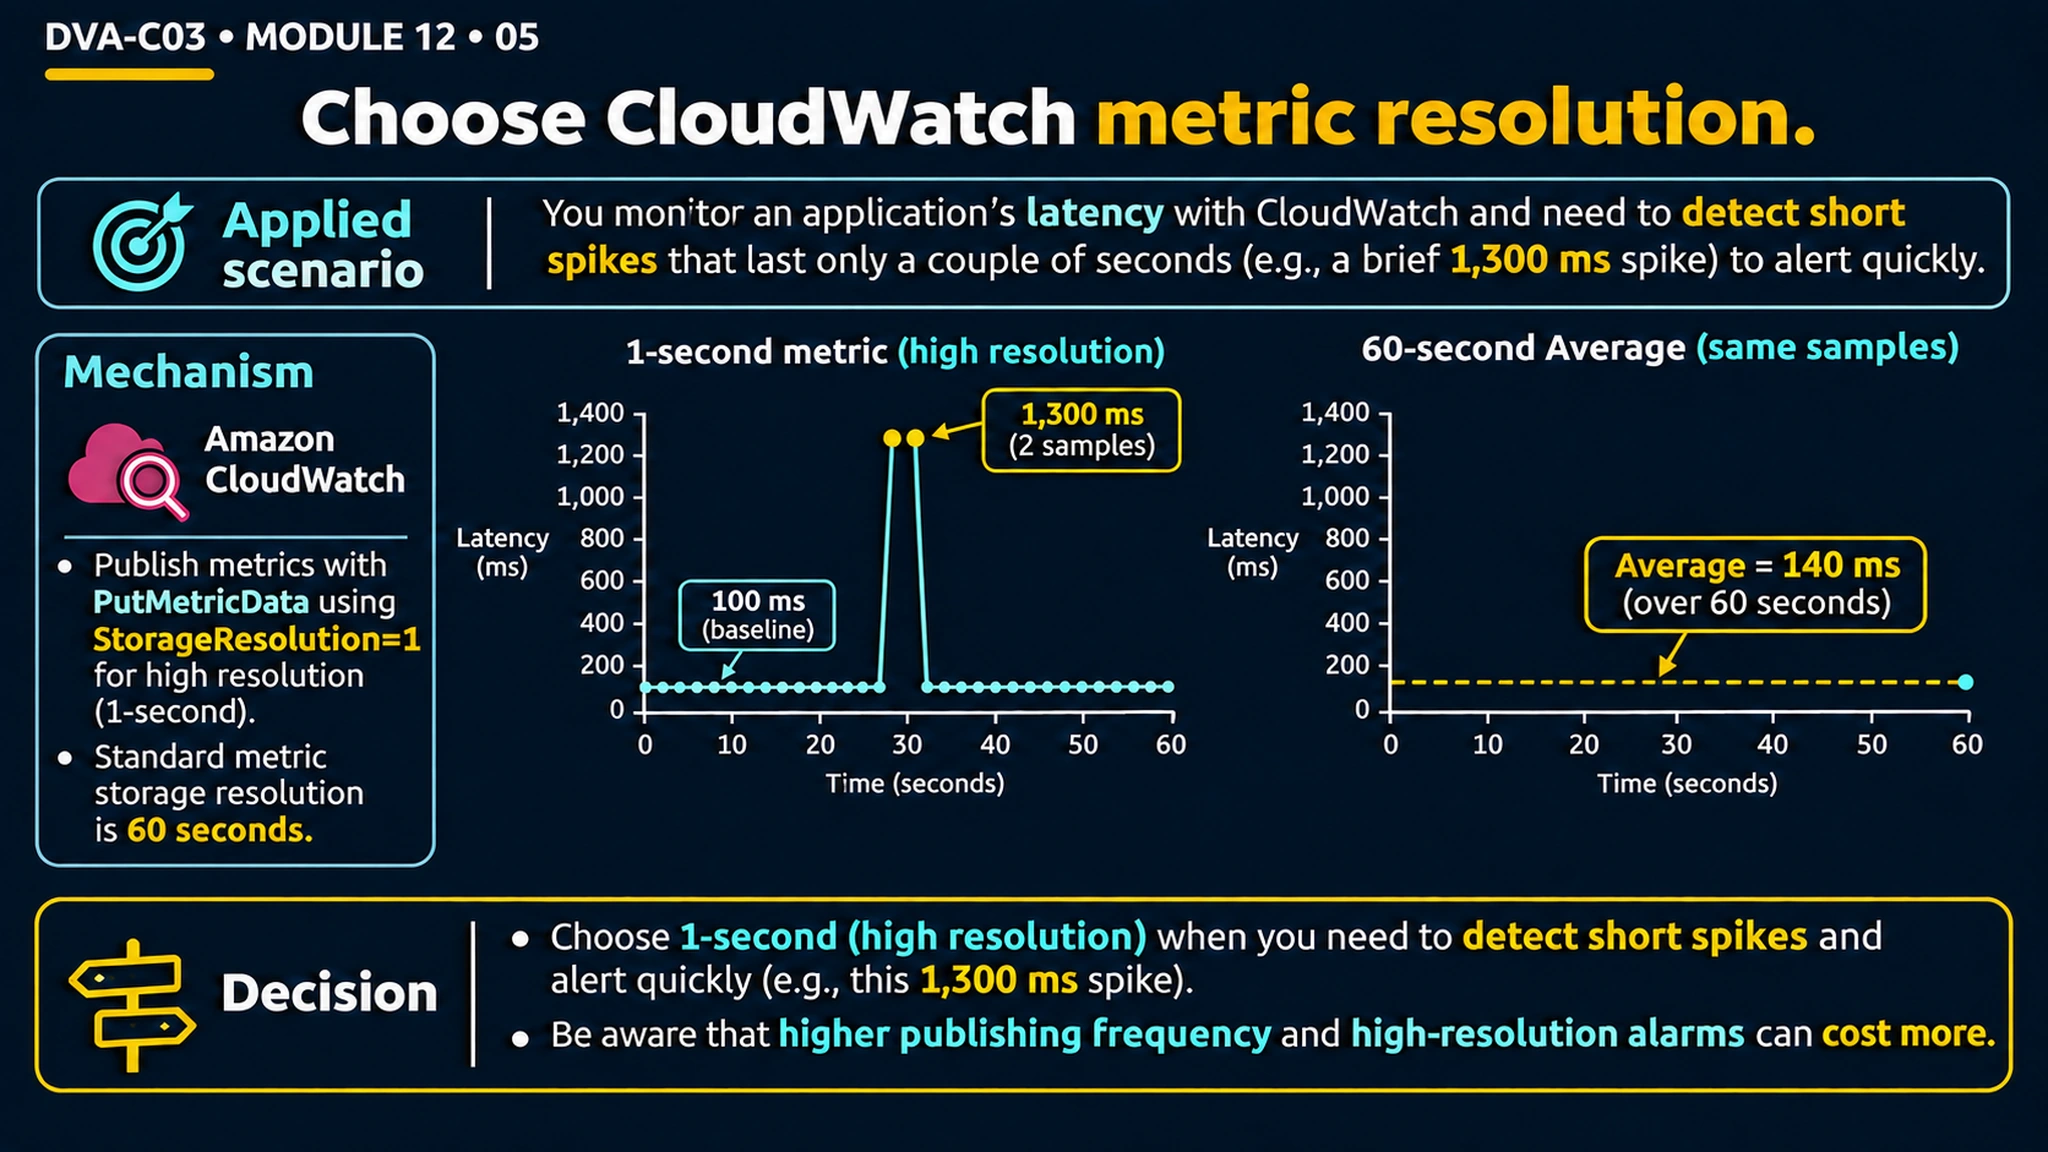 DVA-C03 • MODULE 12 • 05
Choose CloudWatch metric resolution.
Applied
scenario
You monitor an application's latency with CloudWatch and need to detect short
spikes that last only a couple of seconds (e.g., a brief 1,300 ms spike) to alert quickly.
Mechanism
Amazon
CloudWatch
• Publish metrics with
PutMetricData using
StorageResolution=1
for high resolution
(1-second).
• Standard metric
storage resolution
is 60 seconds.
1-second metric (high resolution)
1,400
1,200
1,000
800
600
400
200
0
Latency
(ms)
1,300 ms
(2 samples)
100 ms
(baseline)
0 10 20 30 40 50 60
Time (seconds)
60-second Average (same samples)
1,400
1,200
1,000
800
600
400
200
0
Latency
(ms)
Average = 140 ms
(over 60 seconds)
0 10 20 30 40 50 60
Time (seconds)
Decision
• Choose 1-second (high resolution) when you need to detect short spikes and
alert quickly (e.g., this 1,300 ms spike).
• Be aware that higher publishing frequency and high-resolution alarms can cost more.